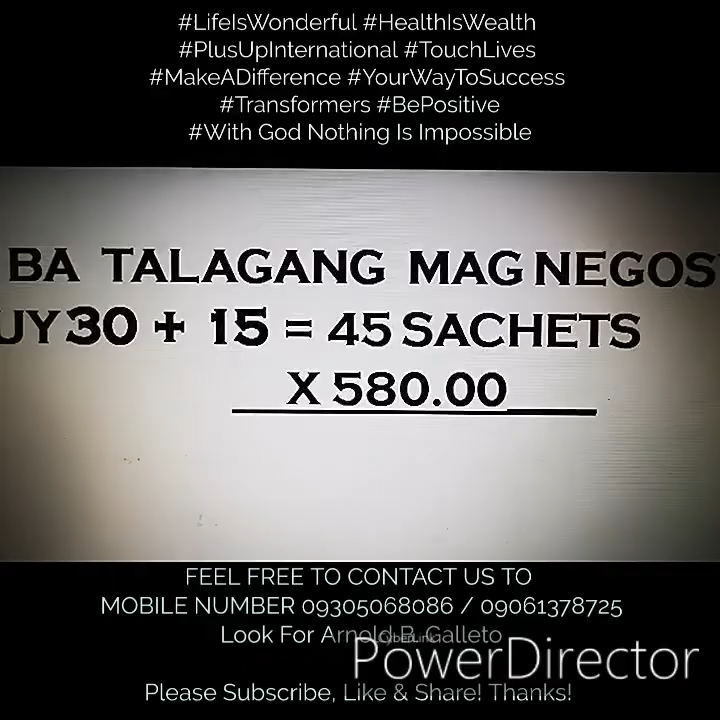 #LifeIsWonderful #HealthIsWealth
#PlusUpInternational #TouchLives
#MakeADifference #YourWayToSuccess
#Transformers #BePositive
#With God Nothing Is Impossible
BA TALAGANG MAG NEGOS
UY 30 + 15 = 45 SACHETS
X 580.00
FEEL FREE TO CONTACT US TO
MOBILE NUMBER 09305068086 / 09061378725
Look For Arnold B. Galleto
CyberLink
PowerDirector
Please Subscribe, Like & Share! Thanks!